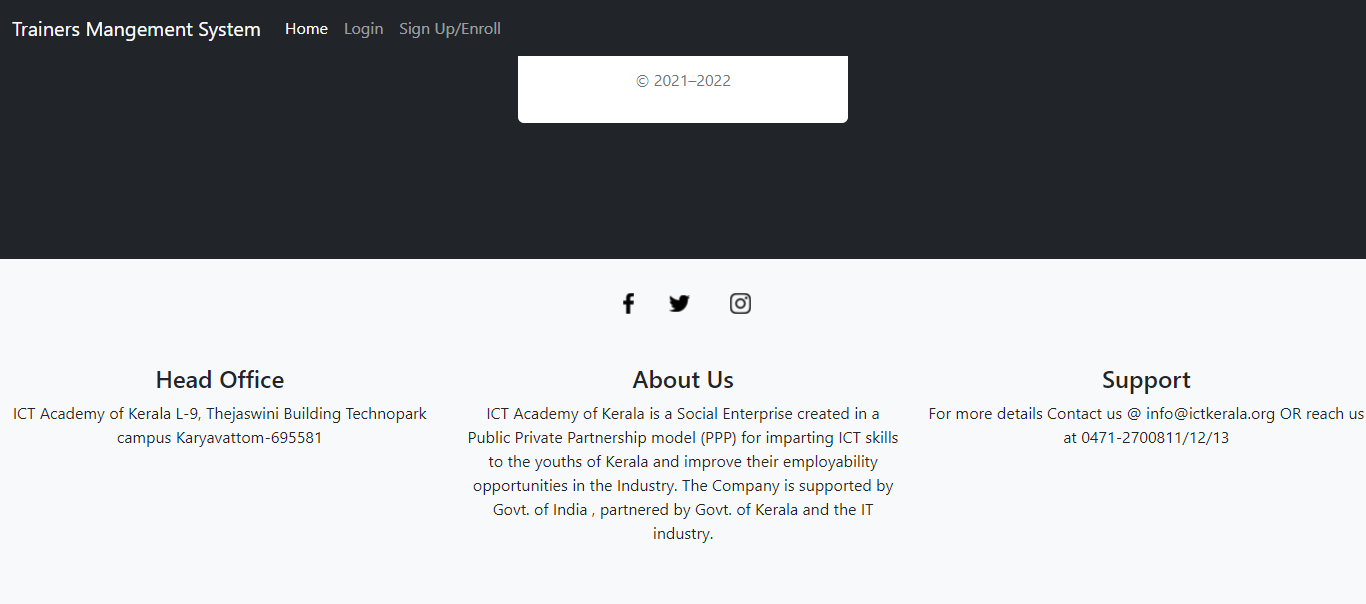 Trainers Mangement System Home Login Sign Up/Enroll
© 2021–2022
Head Office
ICT Academy of Kerala L-9, Thejaswini Building Technopark
campus Karyavattom-695581
About Us
ICT Academy of Kerala is a Social Enterprise created in a
Public Private Partnership model (PPP) for imparting ICT skills
to the youths of Kerala and improve their employability
opportunities in the Industry. The Company is supported by
Govt. of India , partnered by Govt. of Kerala and the IT
industry.
Support
For more details Contact us @ info@ictkerala.org OR reach us
at 0471-2700811/12/13